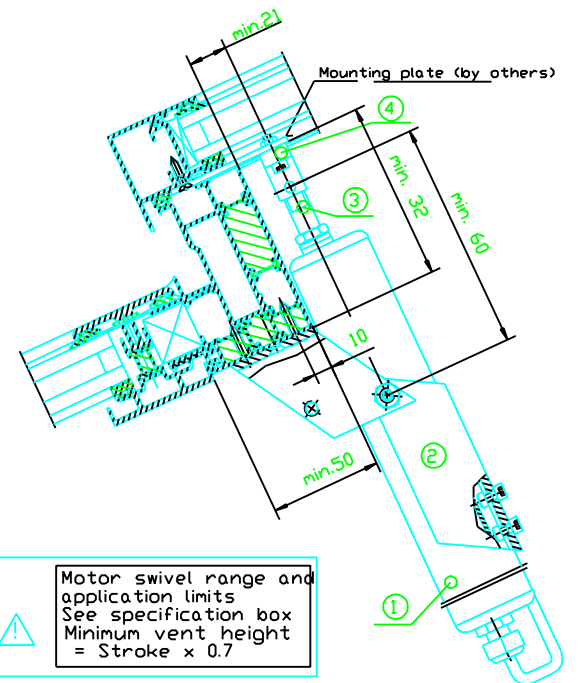 min.21
Mounting plate (by others)
4
3
min. 32
min. 60
10
2
min.50
1
Motor swivel range and
application limits
See specification box
Minimum vent height
= Stroke x 0.7
!